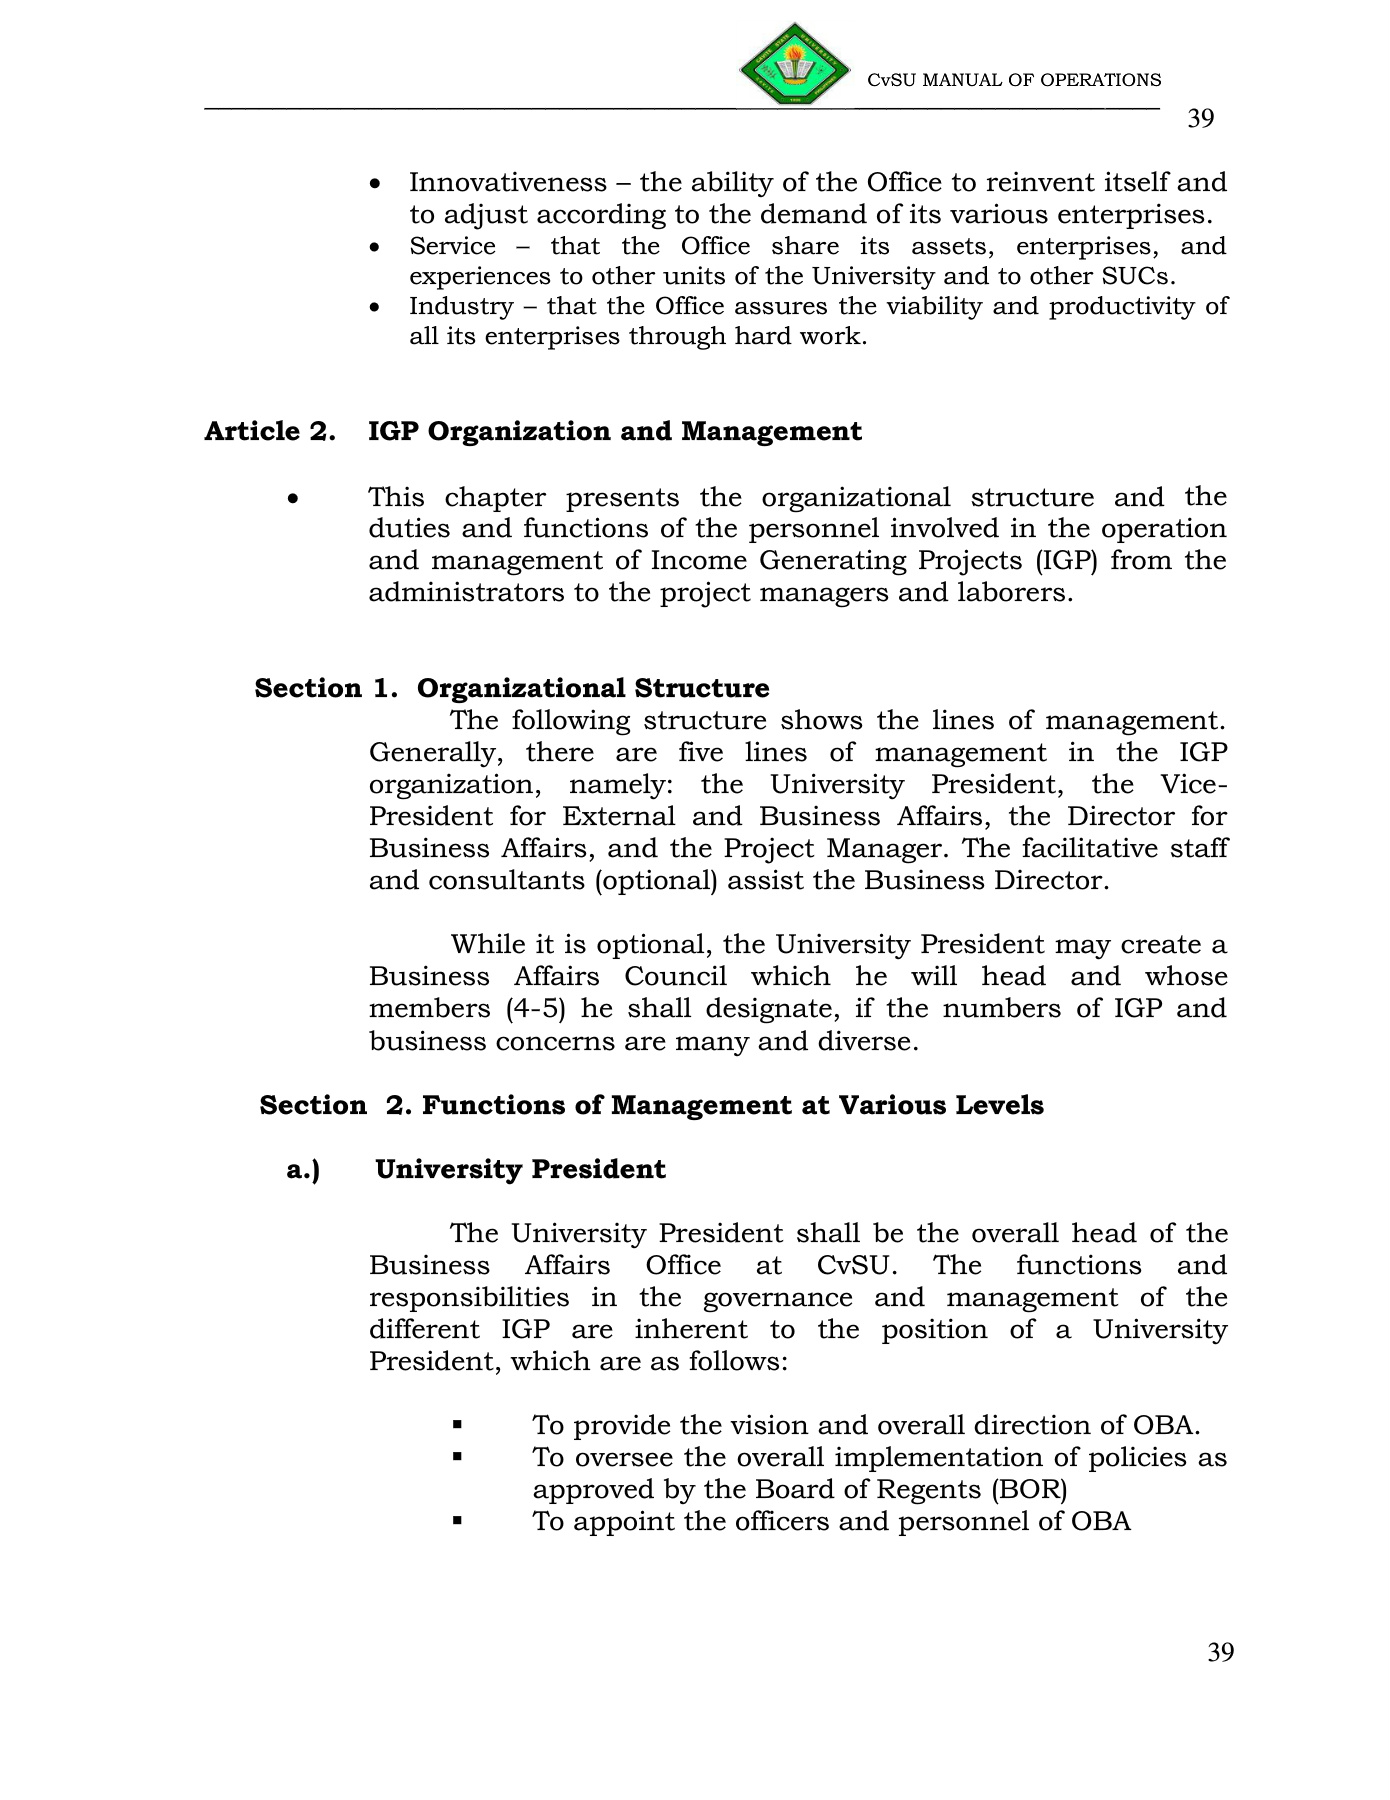 CvSU MANUAL OF OPERATIONS
39
• Innovativeness – the ability of the Office to reinvent itself and
to adjust according to the demand of its various enterprises.
• Service – that the Office share its assets, enterprises, and
experiences to other units of the University and to other SUCs.
• Industry – that the Office assures the viability and productivity of
all its enterprises through hard work.
Article 2. IGP Organization and Management
• This chapter presents the organizational structure and the
duties and functions of the personnel involved in the operation
and management of Income Generating Projects (IGP) from the
administrators to the project managers and laborers.
Section 1. Organizational Structure
The following structure shows the lines of management.
Generally, there are five lines of management in the IGP
organization, namely: the University President, the Vice-
President for External and Business Affairs, the Director for
Business Affairs, and the Project Manager. The facilitative staff
and consultants (optional) assist the Business Director.
While it is optional, the University President may create a
Business Affairs Council which he will head and whose
members (4-5) he shall designate, if the numbers of IGP and
business concerns are many and diverse.
Section 2. Functions of Management at Various Levels
a.) University President
The University President shall be the overall head of the
Business Affairs Office at CvSU. The functions and
responsibilities in the governance and management of the
different IGP are inherent to the position of a University
President, which are as follows:
▪ To provide the vision and overall direction of OBA.
▪ To oversee the overall implementation of policies as
approved by the Board of Regents (BOR)
▪ To appoint the officers and personnel of OBA
39